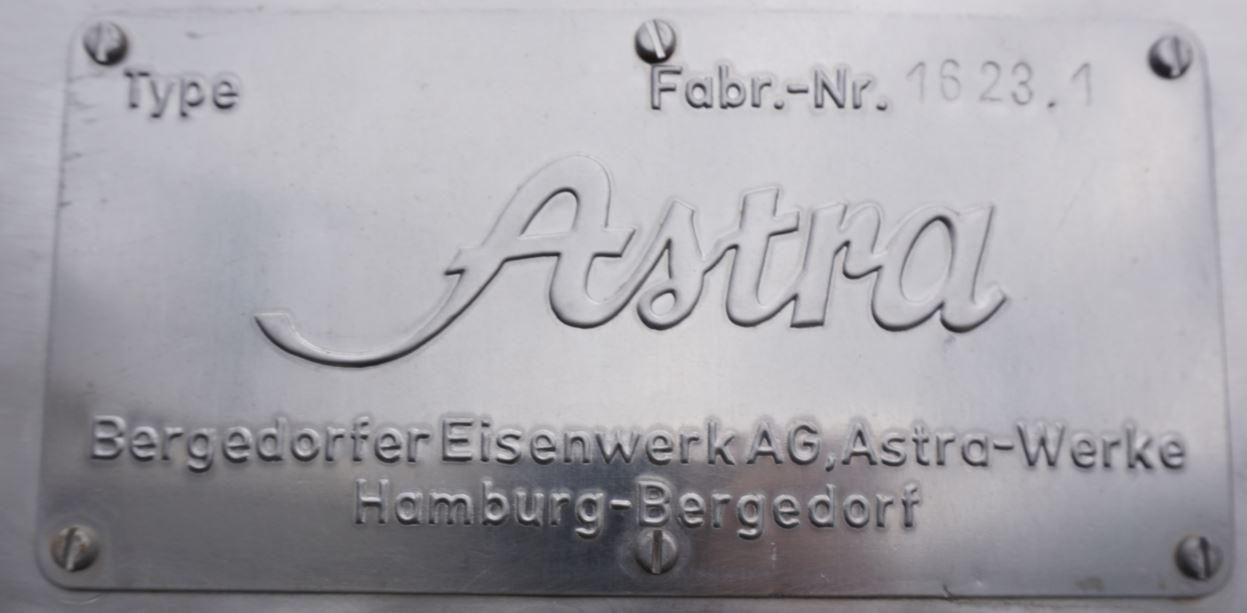 Type Fabr.-Nr. 1623.1
Astra
Bergedorfer Eisenwerk AG, Astra-Werke
Hamburg-Bergedorf